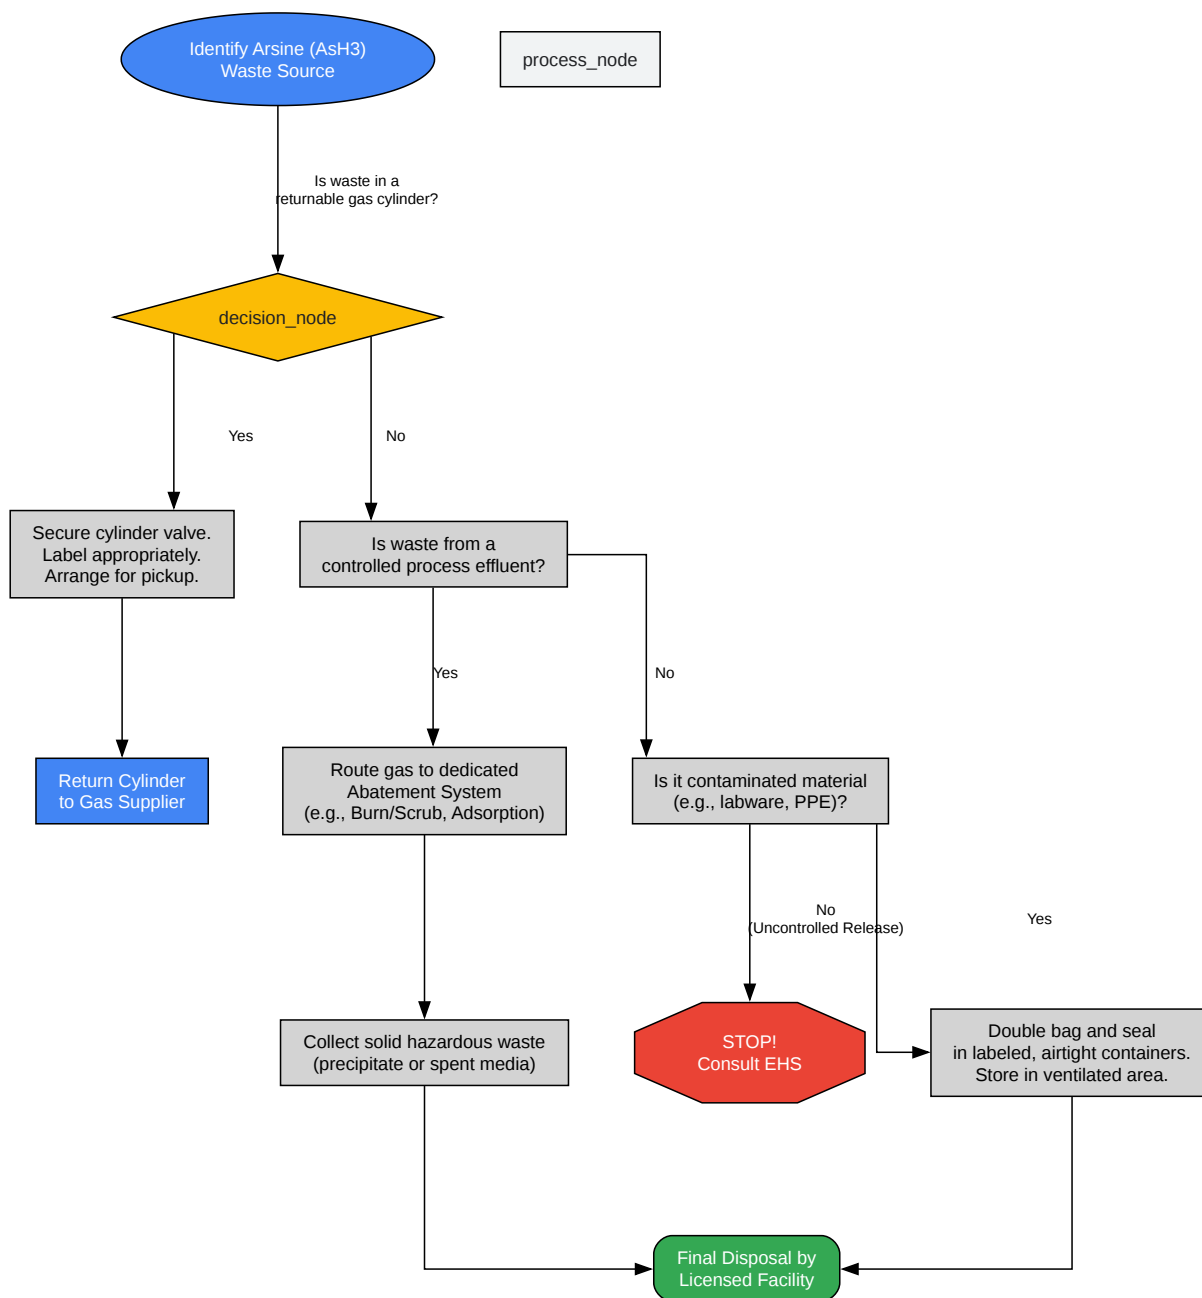 Identify Arsine (AsH3)
Waste Source
process_node
Is waste in a
returnable gas cylinder?
decision_node
Yes
No
Secure cylinder valve.
Label appropriately.
Arrange for pickup.
Is waste from a
controlled process effluent?
Yes
No
Return Cylinder
to Gas Supplier
Route gas to dedicated
Abatement System
(e.g., Burn/Scrub, Adsorption)
Is it contaminated material
(e.g., labware, PPE)?
No
(Uncontrolled Release)
Yes
Collect solid hazardous waste
(precipitate or spent media)
STOP!
Consult EHS
Double bag and seal
in labeled, airtight containers.
Store in ventilated area.
Final Disposal by
Licensed Facility